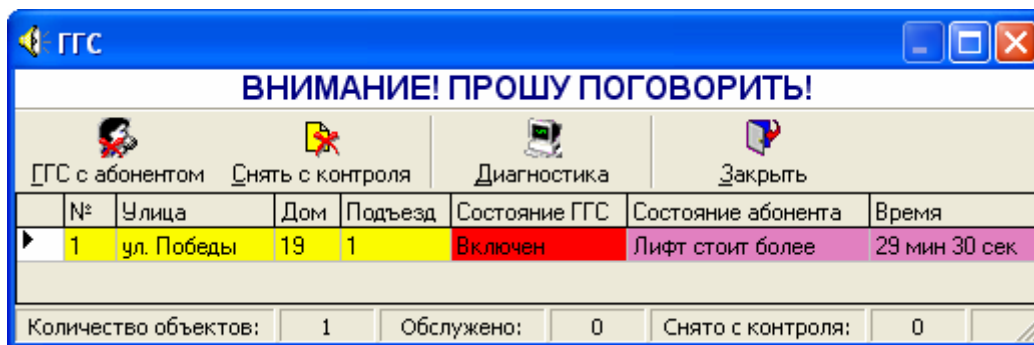 ГГС
ВНИМАНИЕ! ПРОШУ ПОГОВОРИТЬ!
ГГС с абонентом Снять с контроля Диагностика Закрыть
№ Улица Дом Подъезд Состояние ГГС Состояние абонента Время
1 ул. Победы 19 1 Включен Лифт стоит более 29 мин 30 сек
Количество объектов: 1 Обслужено: 0 Снято с контроля: 0